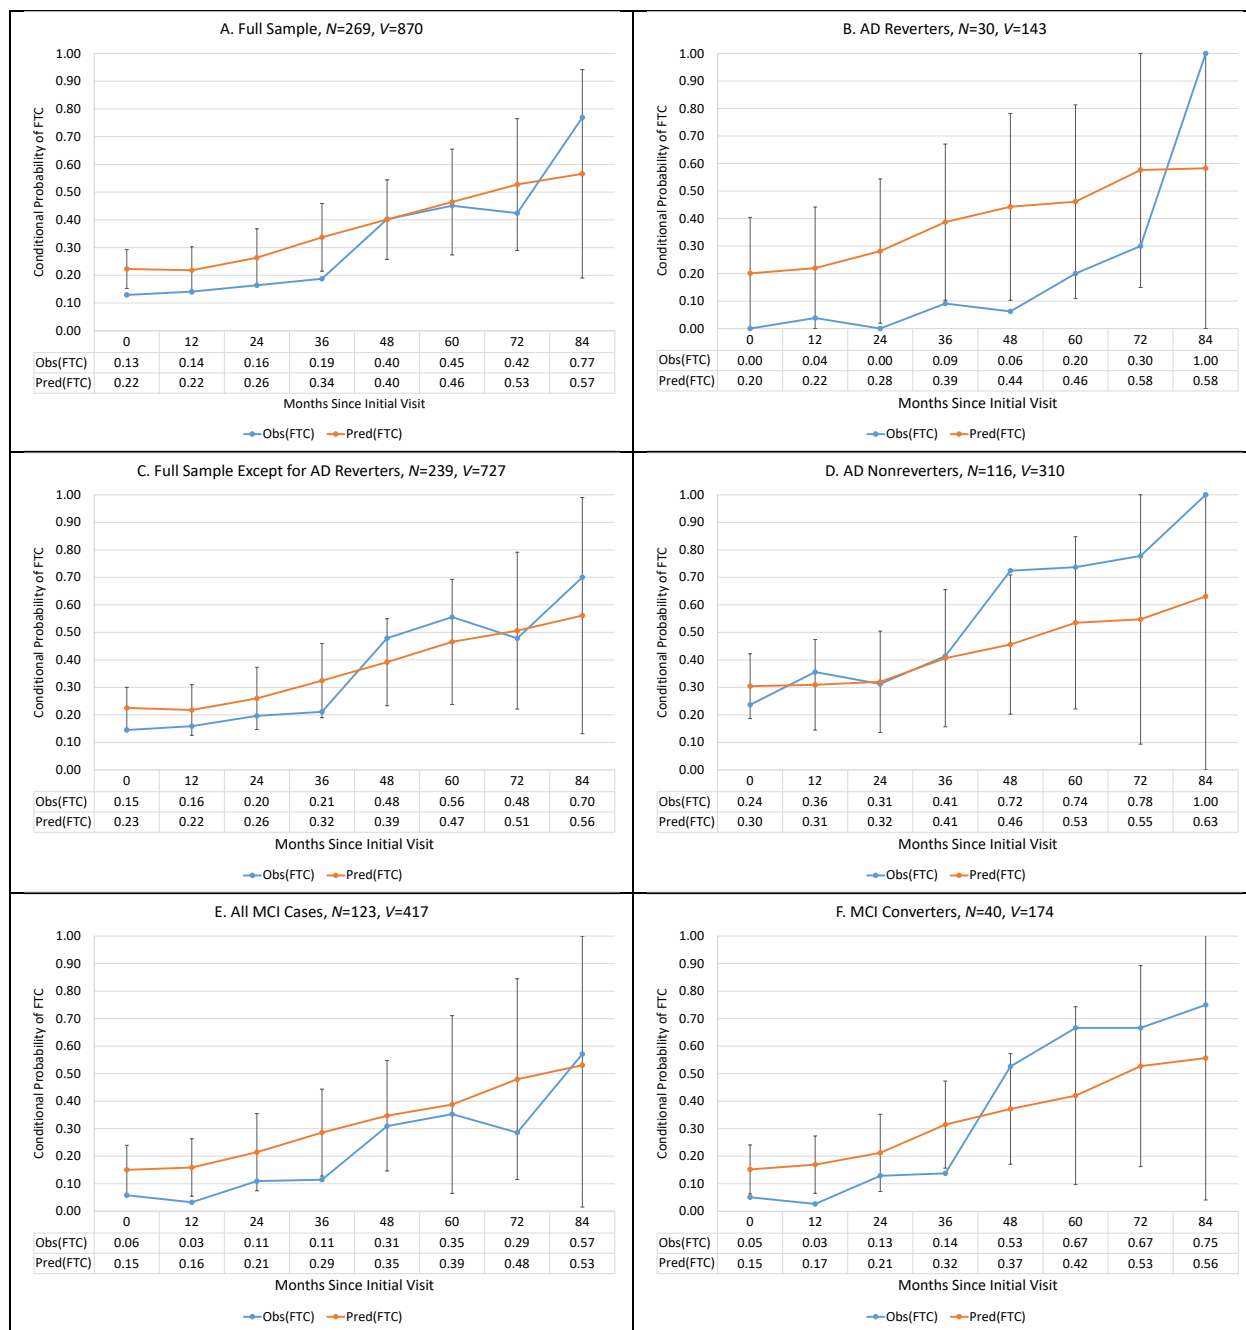 A. Full Sample, N=269, V=870
Conditional Probability of FTC
1.00
0.90
0.80
0.70
0.60
0.50
0.40
0.30
0.20
0.10
0.00
0 12 24 36 48 60 72 84
Obs(FTC) 0.13 0.14 0.16 0.19 0.40 0.45 0.42 0.77
Pred(FTC) 0.22 0.22 0.26 0.34 0.40 0.46 0.53 0.57
Months Since Initial Visit
Obs(FTC) Pred(FTC)
B. AD Reverters, N=30, V=143
Conditional Probability of FTC
1.00
0.90
0.80
0.70
0.60
0.50
0.40
0.30
0.20
0.10
0.00
0 12 24 36 48 60 72 84
Obs(FTC) 0.00 0.04 0.00 0.09 0.06 0.20 0.30 1.00
Pred(FTC) 0.20 0.22 0.28 0.39 0.44 0.46 0.58 0.58
Months Since Initial Visit
Obs(FTC) Pred(FTC)
C. Full Sample Except for AD Reverters, N=239, V=727
Conditional Probability of FTC
1.00
0.90
0.80
0.70
0.60
0.50
0.40
0.30
0.20
0.10
0.00
0 12 24 36 48 60 72 84
Obs(FTC) 0.15 0.16 0.20 0.21 0.48 0.56 0.48 0.70
Pred(FTC) 0.23 0.22 0.26 0.32 0.39 0.47 0.51 0.56
Months Since Initial Visit
Obs(FTC) Pred(FTC)
D. AD Nonreverters, N=116, V=310
Conditional Probability of FTC
1.00
0.90
0.80
0.70
0.60
0.50
0.40
0.30
0.20
0.10
0.00
0 12 24 36 48 60 72 84
Obs(FTC) 0.24 0.36 0.31 0.41 0.72 0.74 0.78 1.00
Pred(FTC) 0.30 0.31 0.32 0.41 0.46 0.53 0.55 0.63
Months Since Initial Visit
Obs(FTC) Pred(FTC)
E. All MCI Cases, N=123, V=417
Conditional Probability of FTC
1.00
0.90
0.80
0.70
0.60
0.50
0.40
0.30
0.20
0.10
0.00
0 12 24 36 48 60 72 84
Obs(FTC) 0.06 0.03 0.11 0.11 0.31 0.35 0.29 0.57
Pred(FTC) 0.15 0.16 0.21 0.29 0.35 0.39 0.48 0.53
Months Since Initial Visit
Obs(FTC) Pred(FTC)
F. MCI Converters, N=40, V=174
Conditional Probability of FTC
1.00
0.90
0.80
0.70
0.60
0.50
0.40
0.30
0.20
0.10
0.00
0 12 24 36 48 60 72 84
Obs(FTC) 0.05 0.03 0.13 0.14 0.53 0.67 0.67 0.75
Pred(FTC) 0.15 0.17 0.21 0.32 0.37 0.42 0.53 0.56
Months Since Initial Visit
Obs(FTC) Pred(FTC)